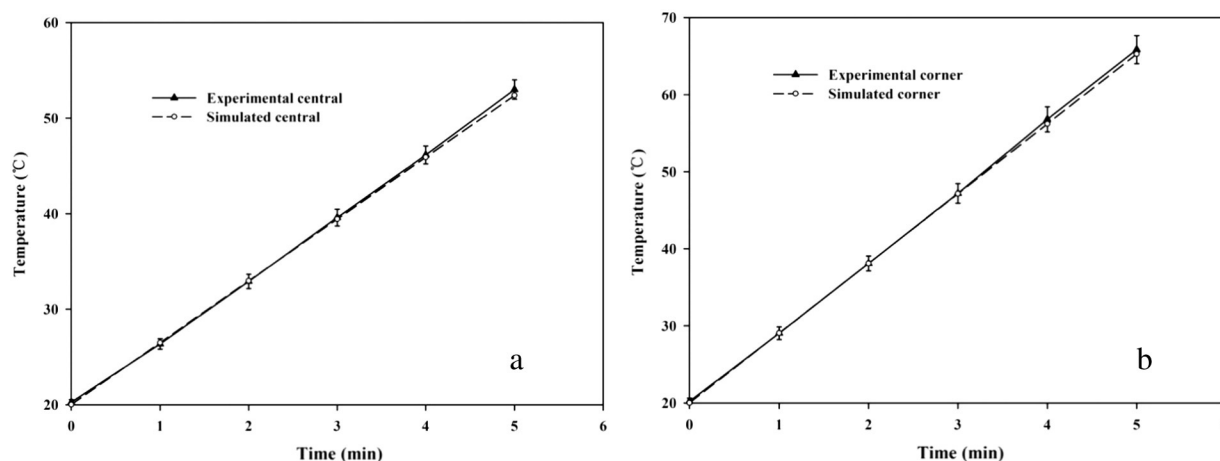 60
50
40
30
20
0 1 2 3 4 5 6
Temperature (℃)
Time (min)
Experimental central
Simulated central
a
70
60
50
40
30
20
0 1 2 3 4 5
Temperature (℃)
Time (min)
Experimental corner
Simulated corner
b